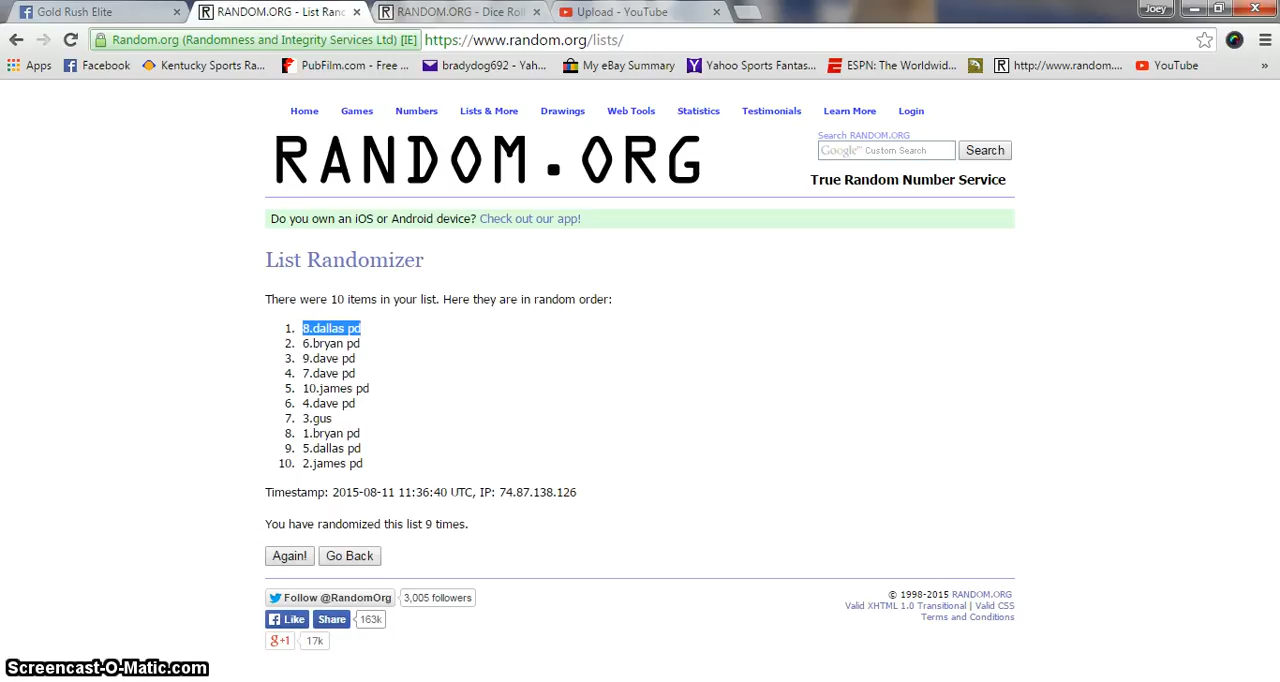 Gold Rush Elite
RANDOM.ORG - List Ran
RANDOM.ORG - Dice Roll
Upload - YouTube
Joey
Random.org (Randomness and Integrity Services Ltd) [IE]
https://www.random.org/lists/
Apps
Facebook
Kentucky Sports Ra...
PubFilm.com - Free ...
bradydog692 - Yah...
My eBay Summary
Yahoo Sports Fantas...
ESPN: The Worldwid...
http://www.random....
YouTube
»
Home Games Numbers Lists & More Drawings Web Tools Statistics Testimonials Learn More Login
RANDOM.ORG
Search RANDOM.ORG
Google™ Custom Search
Search
True Random Number Service
Do you own an iOS or Android device? Check out our app!
List Randomizer
There were 10 items in your list. Here they are in random order:
1. 8.dallas pd
2. 6.bryan pd
3. 9.dave pd
4. 7.dave pd
5. 10.james pd
6. 4.dave pd
7. 3.gus
8. 1.bryan pd
9. 5.dallas pd
10. 2.james pd
Timestamp: 2015-08-11 11:36:40 UTC, IP: 74.87.138.126
You have randomized this list 9 times.
Again! Go Back
Follow @RandomOrg 3,005 followers
Like Share 163k
g+1 17k
© 1998-2015 RANDOM.ORG
Valid XHTML 1.0 Transitional | Valid CSS
Terms and Conditions
Screencast-O-Matic.com